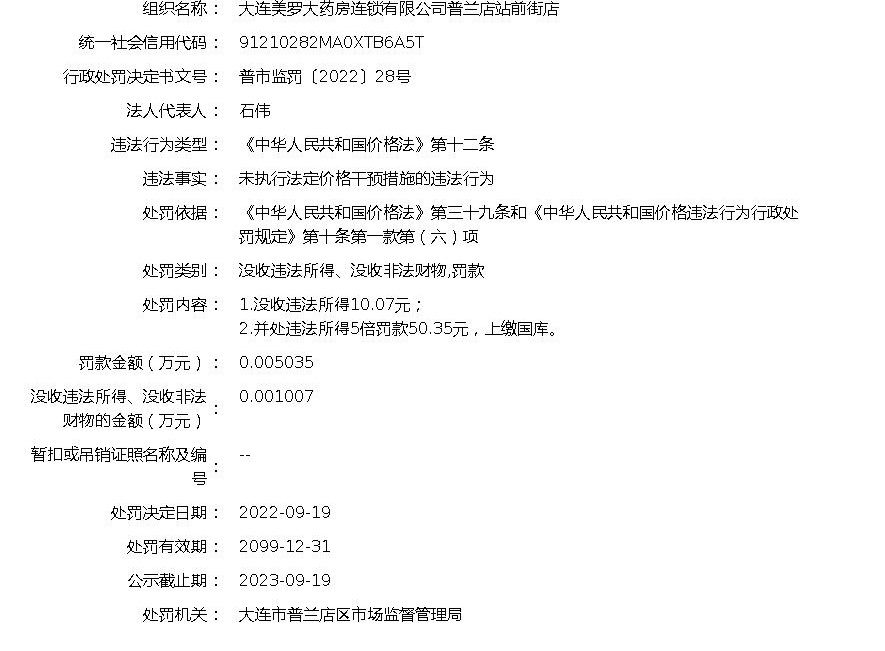 组织名称： 大连美罗大药房连锁有限公司普兰店站前街店
统一社会信用代码： 91210282MA0XTB6A5T
行政处罚决定书文号： 普市监罚〔2022〕28号
法人代表人： 石伟
违法行为类型： 《中华人民共和国价格法》第十二条
违法事实： 未执行法定价格干预措施的违法行为
处罚依据： 《中华人民共和国价格法》第三十九条和《中华人民共和国价格违法行为行政处
罚规定》第十条第一款第（六）项
处罚类别： 没收违法所得、没收非法财物,罚款
处罚内容： 1.没收违法所得10.07元；
2.并处违法所得5倍罚款50.35元，上缴国库。
罚款金额（万元）： 0.005035
没收违法所得、没收非法
财物的金额（万元）： 0.001007
暂扣或吊销证照名称及编
号： --
处罚决定日期： 2022-09-19
处罚有效期： 2099-12-31
公示截止期： 2023-09-19
处罚机关： 大连市普兰店区市场监督管理局